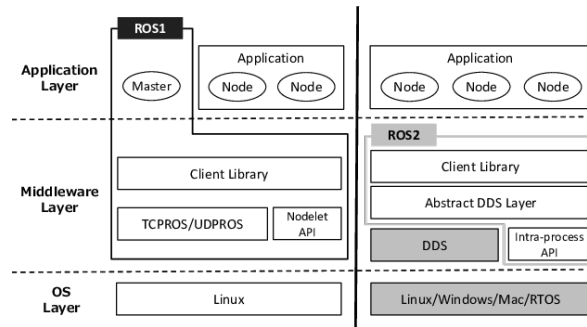 ROS1
Application Layer
Master
Application
Node
Node
Application
Node
Node
Node
Middleware Layer
Client Library
TCPROS/UDPROS
Nodelet API
ROS2
Client Library
Abstract DDS Layer
DDS
Intra-process API
OS Layer
Linux
Linux/Windows/Mac/RTOS